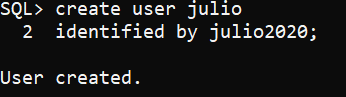 SQL> create user julio
  2  identified by julio2020;
User created.